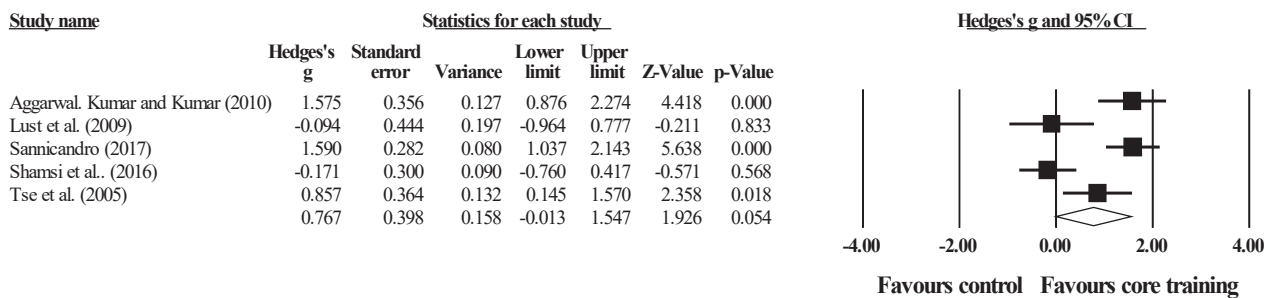 Study name Statistics for each study Hedges's g and 95% CI
Hedges's g Standard error Variance Lower limit Upper limit Z-Value p-Value
Aggarwal. Kumar and Kumar (2010) 1.575 0.356 0.127 0.876 2.274 4.418 0.000
Lust et al. (2009) -0.094 0.444 0.197 -0.964 0.777 -0.211 0.833
Sannicandro (2017) 1.590 0.282 0.080 1.037 2.143 5.638 0.000
Shamsi et al.. (2016) -0.171 0.300 0.090 -0.760 0.417 -0.571 0.568
Tse et al. (2005) 0.857 0.364 0.132 0.145 1.570 2.358 0.018
0.767 0.398 0.158 -0.013 1.547 1.926 0.054
-4.00 -2.00 0.00 2.00 4.00
Favours control Favours core training